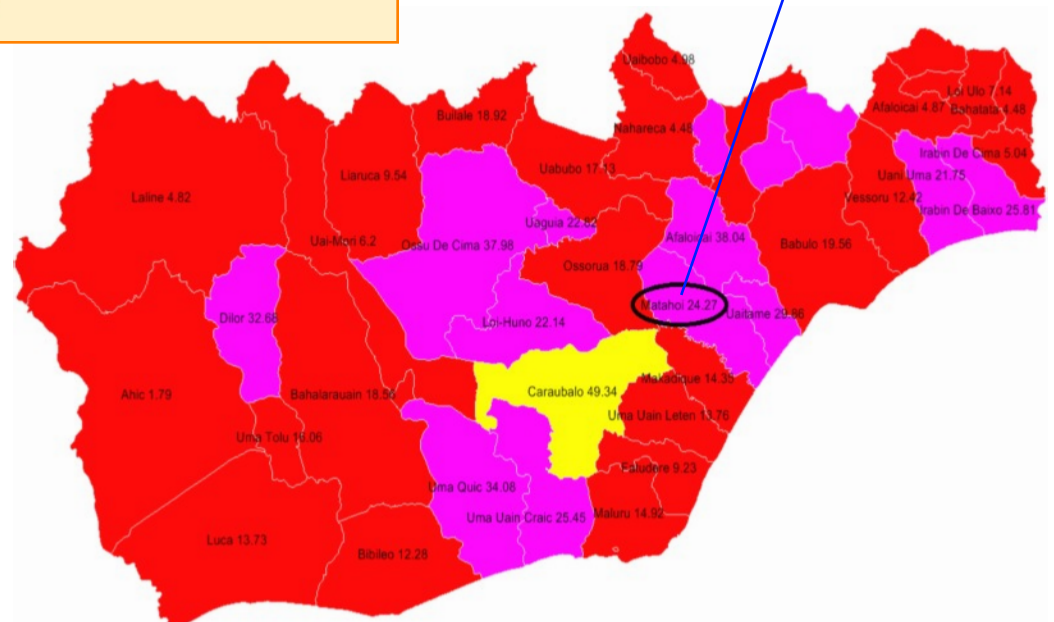 Uaibobo 4.98
Loi Ulo 7.14
Afaloicai 4.87
Bahatata 4.48
Builale 18.92
Nahareca 4.48
Irabin De Cima 5.04
Uabubo 17.13
Liaruca 9.54
Uani Uma 21.75
Laline 4.82
Vessoru 12.42
Irabin De Baixo 25.81
Uaguia 22.82
Uai-Mori 6.2
Ossu De Cima 37.98
Afaloicai 38.04
Babulo 19.56
Ossorua 18.79
Matahoi 24.27
Uaitame 29.86
Dilor 32.68
Loi-Huno 22.14
Makadique 14.35
Ahic 1.79
Bahalarauain 18.56
Caraubalo 49.34
Uma Uain Leten 13.76
Uma Tolu 16.06
Faludere 9.23
Uma Quic 34.08
Uma Uain Craic 25.45
Maluru 14.92
Luca 13.73
Bibileo 12.28